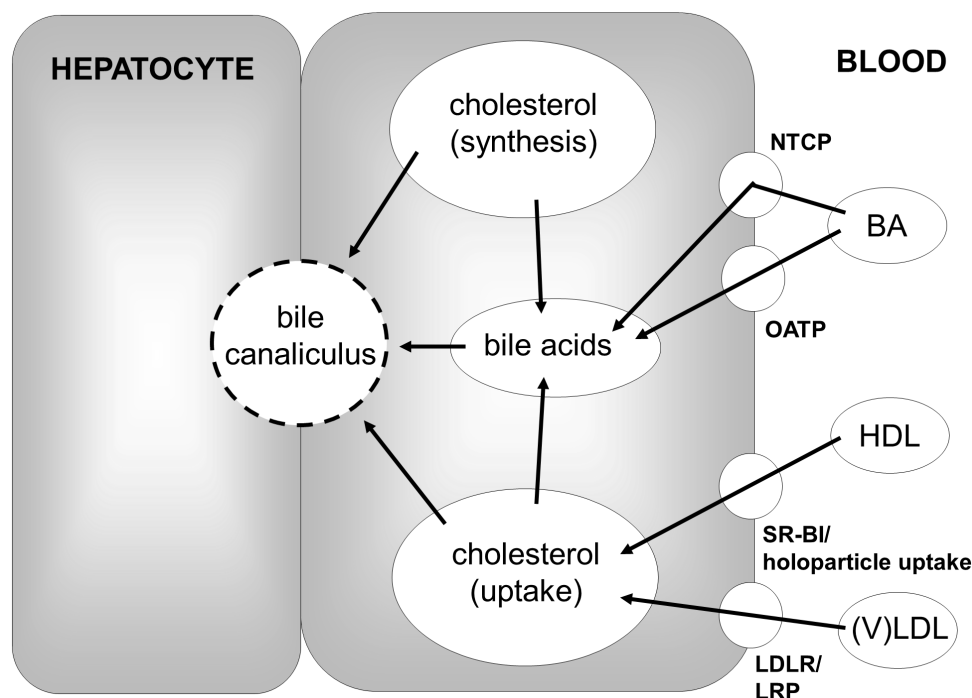 HEPATOCYTE
BLOOD
cholesterol
(synthesis)
NTCP
BA
OATP
bile
canaliculus
bile acids
HDL
SR-BI/
holoparticle uptake
cholesterol
(uptake)
(V)LDL
LDLR/
LRP